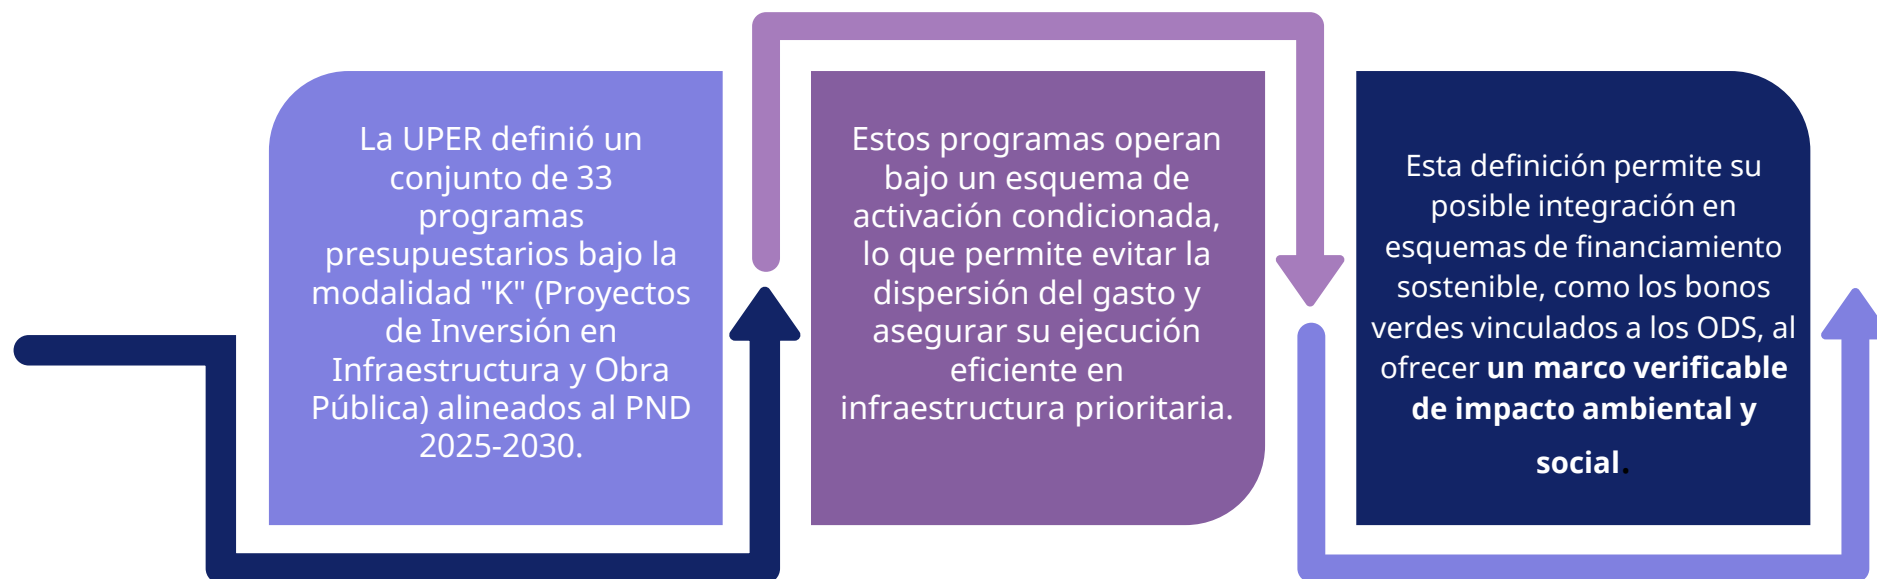 La UPER definió un
conjunto de 33
programas
presupuestarios bajo la
modalidad "K" (Proyectos
de Inversión en
Infraestructura y Obra
Pública) alineados al PND
2025-2030.
Estos programas operan
bajo un esquema de
activación condicionada,
lo que permite evitar la
dispersión del gasto y
asegurar su ejecución
eficiente en
infraestructura prioritaria.
Esta definición permite su
posible integración en
esquemas de financiamiento
sostenible, como los bonos
verdes vinculados a los ODS, al
ofrecer un marco verificable
de impacto ambiental y
social.